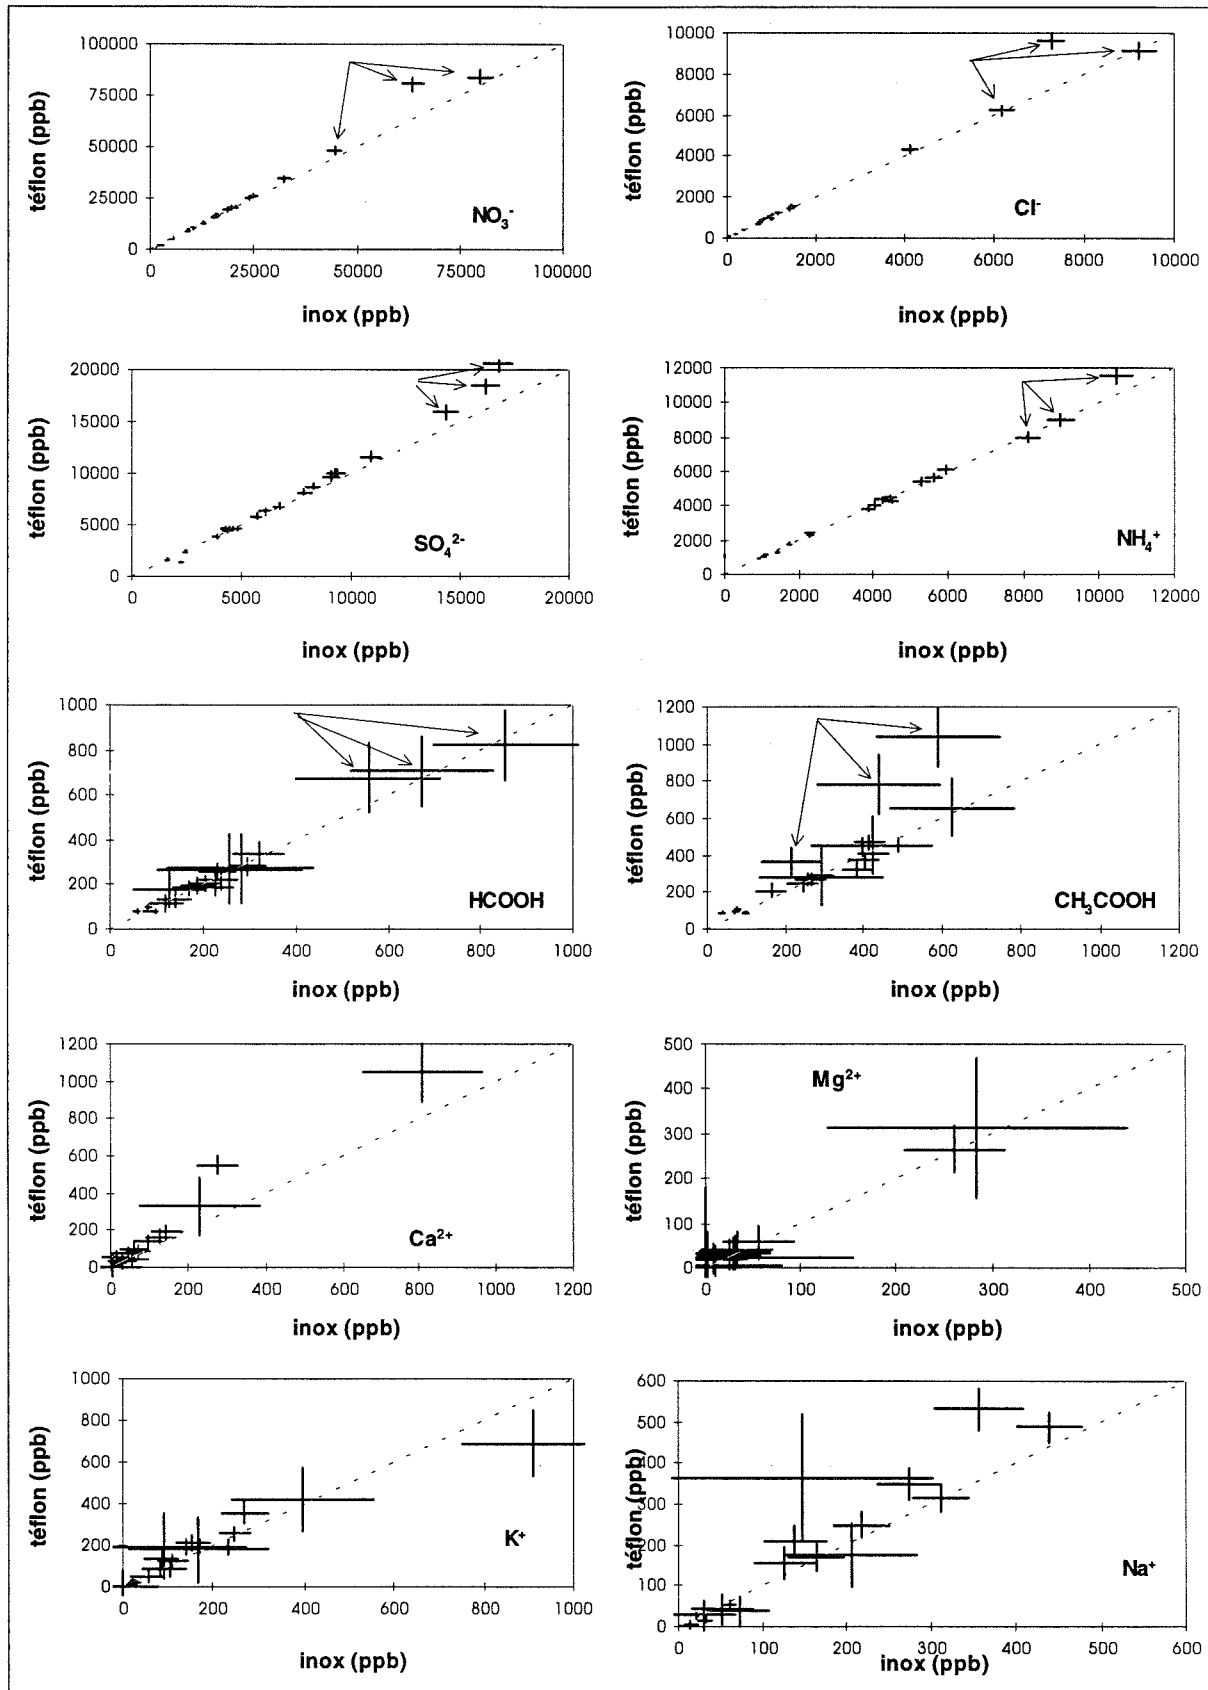 100000
75000
50000
25000
0
téflon (ppb)
NO₃⁻
0 25000 50000 75000 100000
inox (ppb)
10000
8000
6000
4000
2000
0
téflon (ppb)
Cl⁻
0 2000 4000 6000 8000 10000
inox (ppb)
20000
15000
10000
5000
0
téflon (ppb)
SO₄²⁻
0 5000 10000 15000 20000
inox (ppb)
12000
10000
8000
6000
4000
2000
0
téflon (ppb)
NH₄⁺
0 2000 4000 6000 8000 10000 12000
inox (ppb)
1000
800
600
400
200
0
téflon (ppb)
HCOOH
0 200 400 600 800 1000
inox (ppb)
1200
1000
800
600
400
200
0
téflon (ppb)
CH₃COOH
0 200 400 600 800 1000 1200
inox (ppb)
1200
1000
800
600
400
200
0
téflon (ppb)
Ca²⁺
0 200 400 600 800 1000 1200
inox (ppb)
500
400
300
200
100
0
téflon (ppb)
Mg²⁺
0 100 200 300 400 500
inox (ppb)
1000
800
600
400
200
0
téflon (ppb)
K⁺
0 200 400 600 800 1000
inox (ppb)
600
500
400
300
200
100
0
téflon (ppb)
Na⁺
0 100 200 300 400 500 600
inox (ppb)